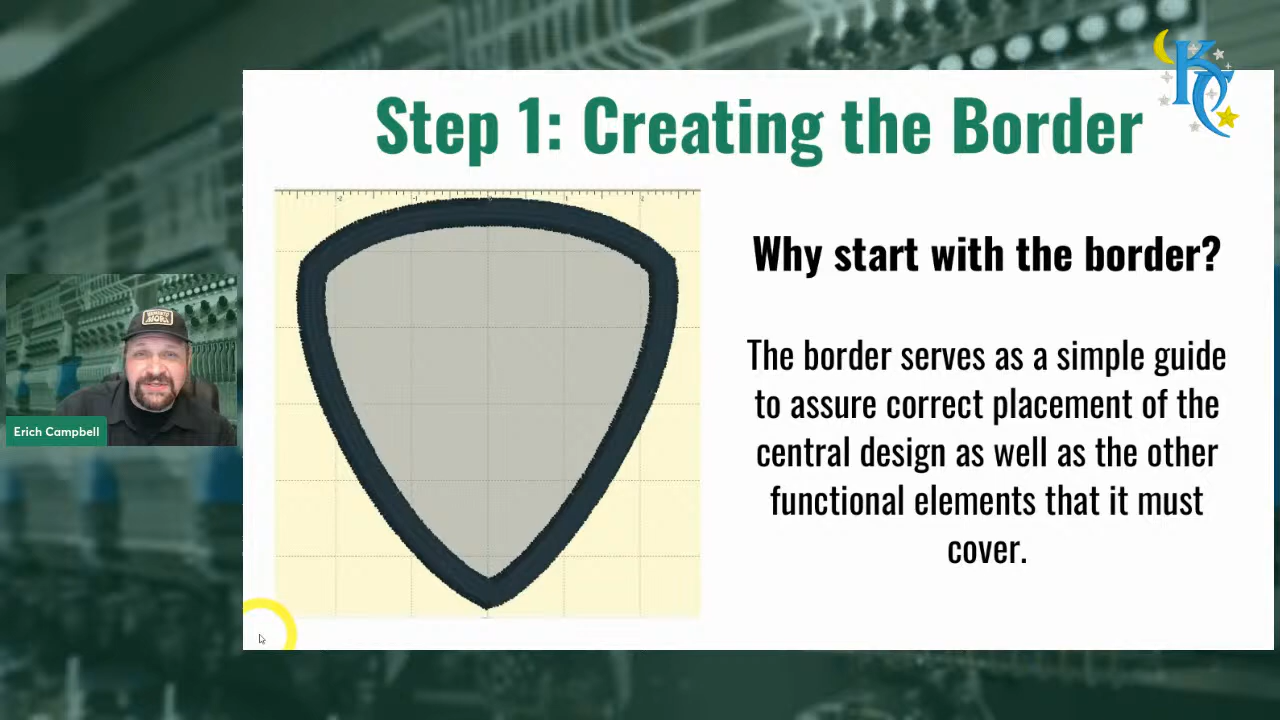 Step 1: Creating the Border
Why start with the border?
The border serves as a simple guide
to assure correct placement of the
central design as well as the other
functional elements that it must
cover.
Erich Campbell
KC